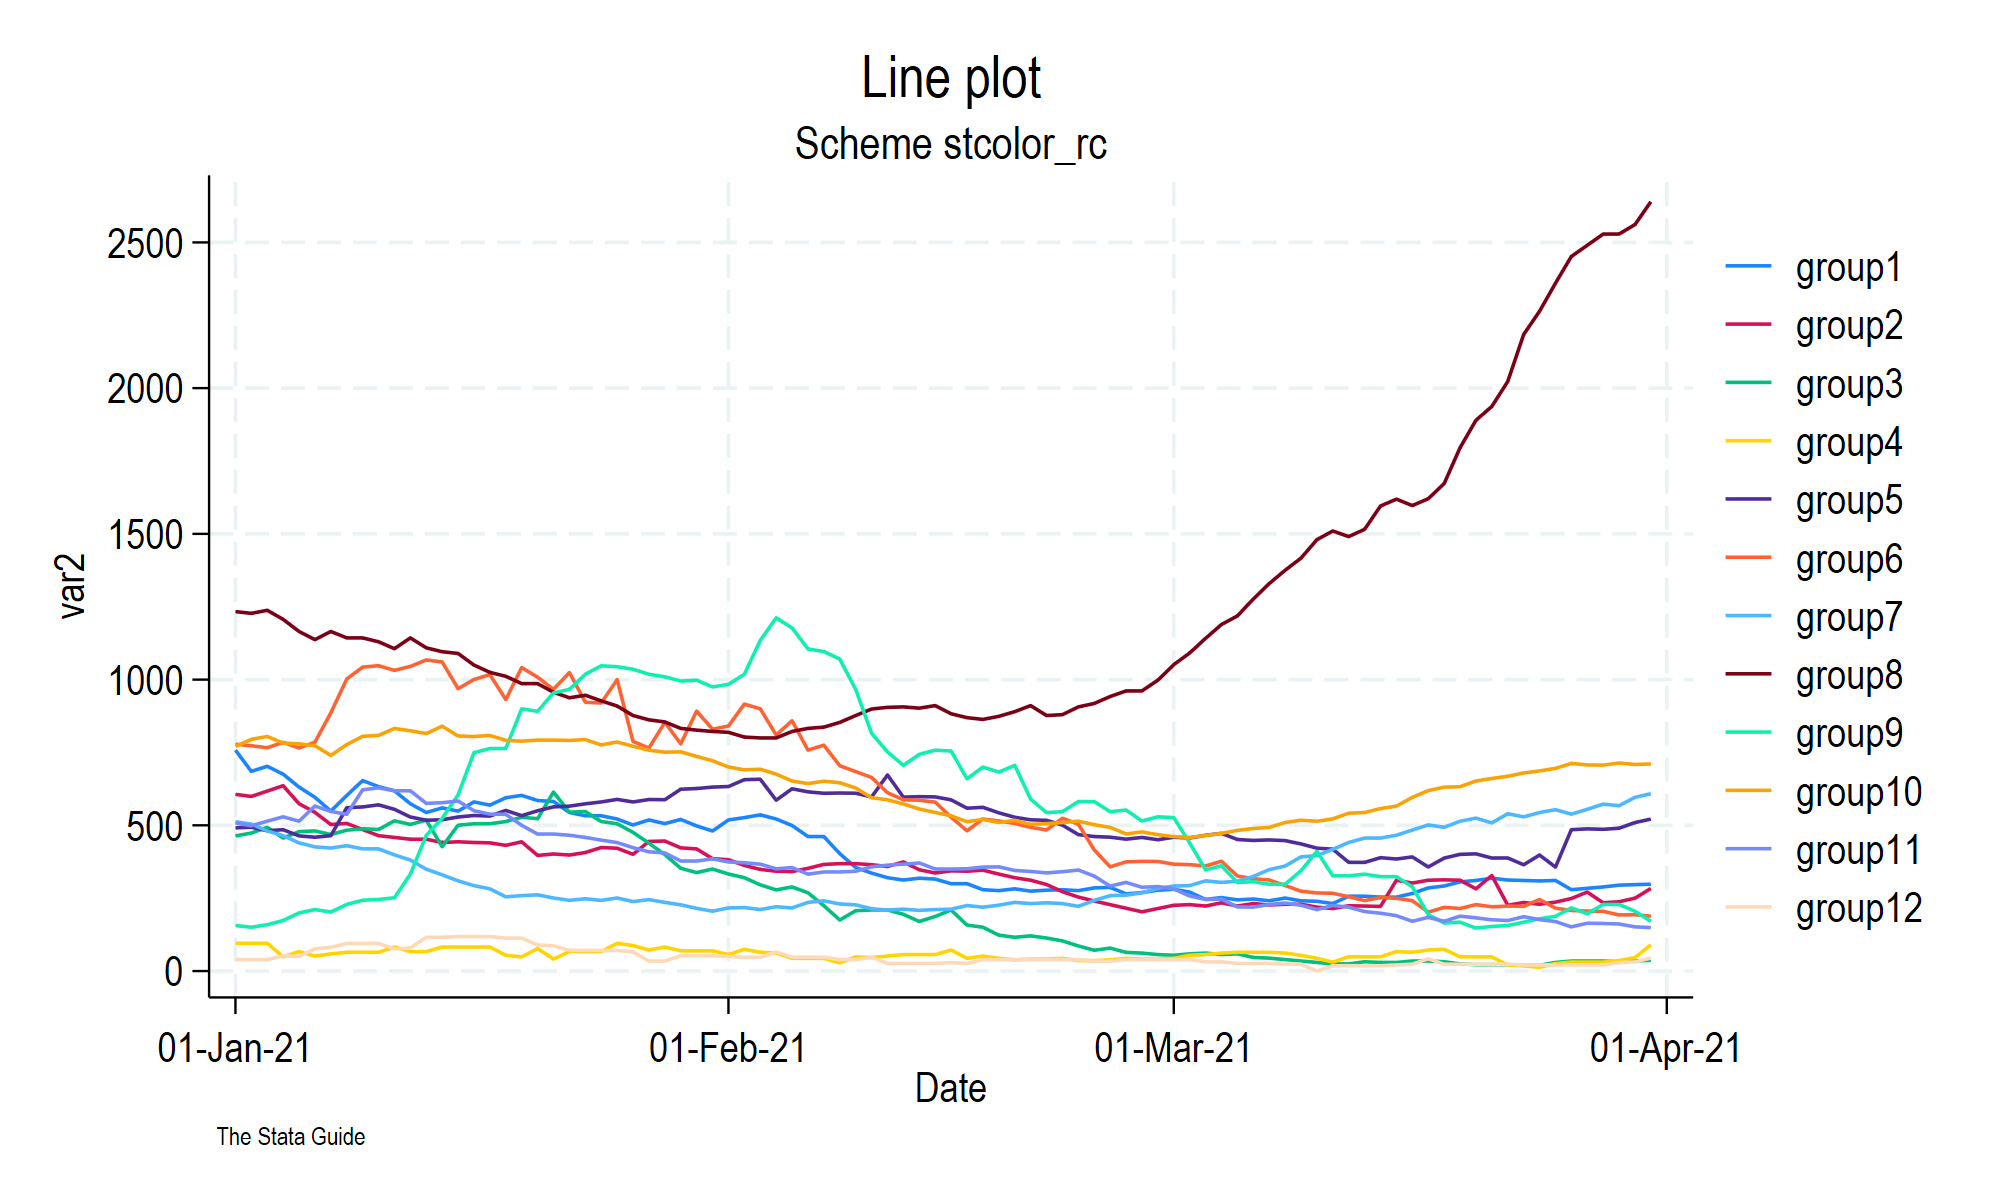 Line plot
Scheme stcolor_rc
var2
2500
2000
1500
1000
500
0
01-Jan-21
01-Feb-21
01-Mar-21
01-Apr-21
Date
group1
group2
group3
group4
group5
group6
group7
group8
group9
group10
group11
group12
The Stata Guide